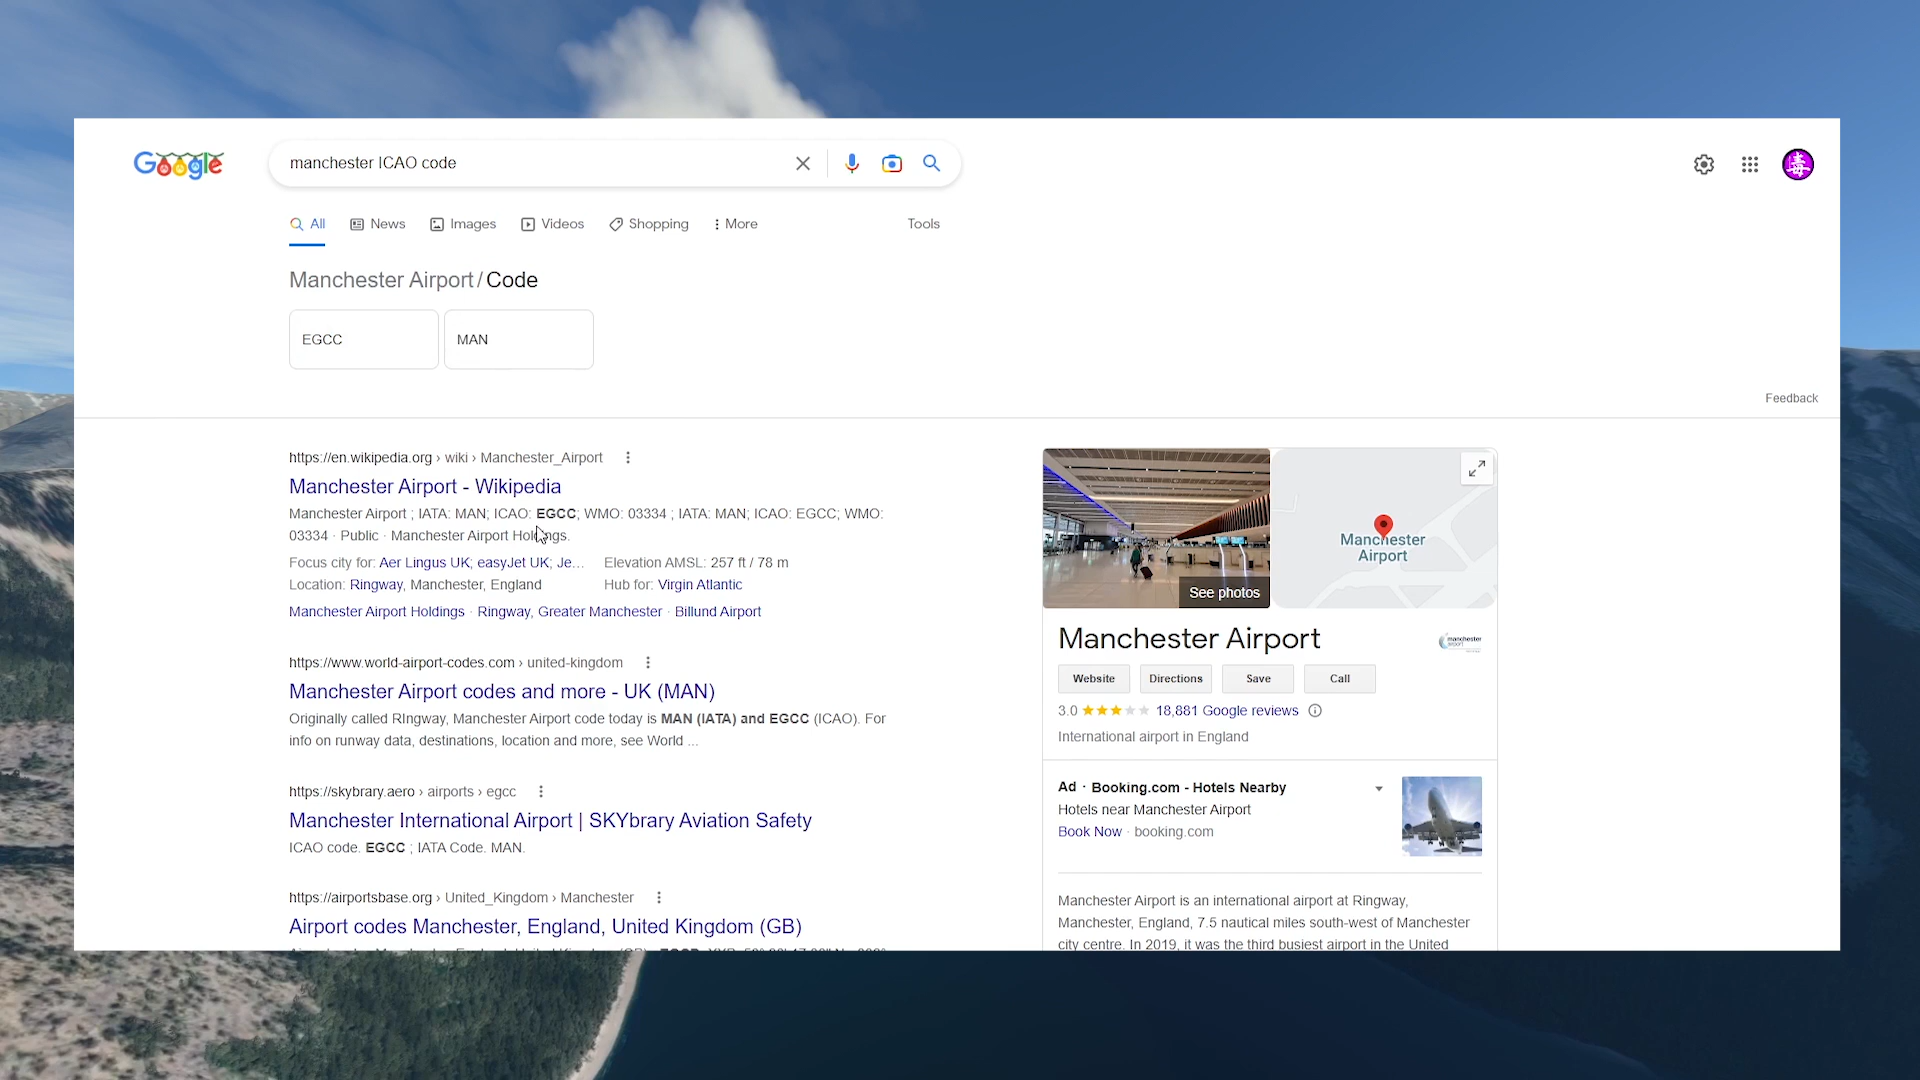 Google
manchester ICAO code
毒
All News Images Videos Shopping More Tools
Manchester Airport / Code
EGCC MAN
Feedback
https://en.wikipedia.org › wiki › Manchester_Airport
Manchester Airport - Wikipedia
Manchester Airport ; IATA: MAN; ICAO: EGCC; WMO: 03334 ; IATA: MAN; ICAO: EGCC; WMO:
03334 · Public · Manchester Airport Holdings.
Focus city for: Aer Lingus UK; easyJet UK; Je... Elevation AMSL: 257 ft / 78 m
Location: Ringway, Manchester, England Hub for: Virgin Atlantic
Manchester Airport Holdings · Ringway, Greater Manchester · Billund Airport
https://www.world-airport-codes.com › united-kingdom
Manchester Airport codes and more - UK (MAN)
Originally called RIngway, Manchester Airport code today is MAN (IATA) and EGCC (ICAO). For
info on runway data, destinations, location and more, see World ...
https://skybrary.aero › airports › egcc
Manchester International Airport | SKYbrary Aviation Safety
ICAO code. EGCC ; IATA Code. MAN.
https://airportsbase.org › United_Kingdom › Manchester
Airport codes Manchester, England, United Kingdom (GB)
See photos
Manchester
Airport
Manchester Airport
manchester
airport
Website Directions Save Call
3.0 18,881 Google reviews
International airport in England
Ad · Booking.com - Hotels Nearby
Hotels near Manchester Airport
Book Now · booking.com
Manchester Airport is an international airport at Ringway,
Manchester, England, 7.5 nautical miles south-west of Manchester
city centre. In 2019, it was the third busiest airport in the United